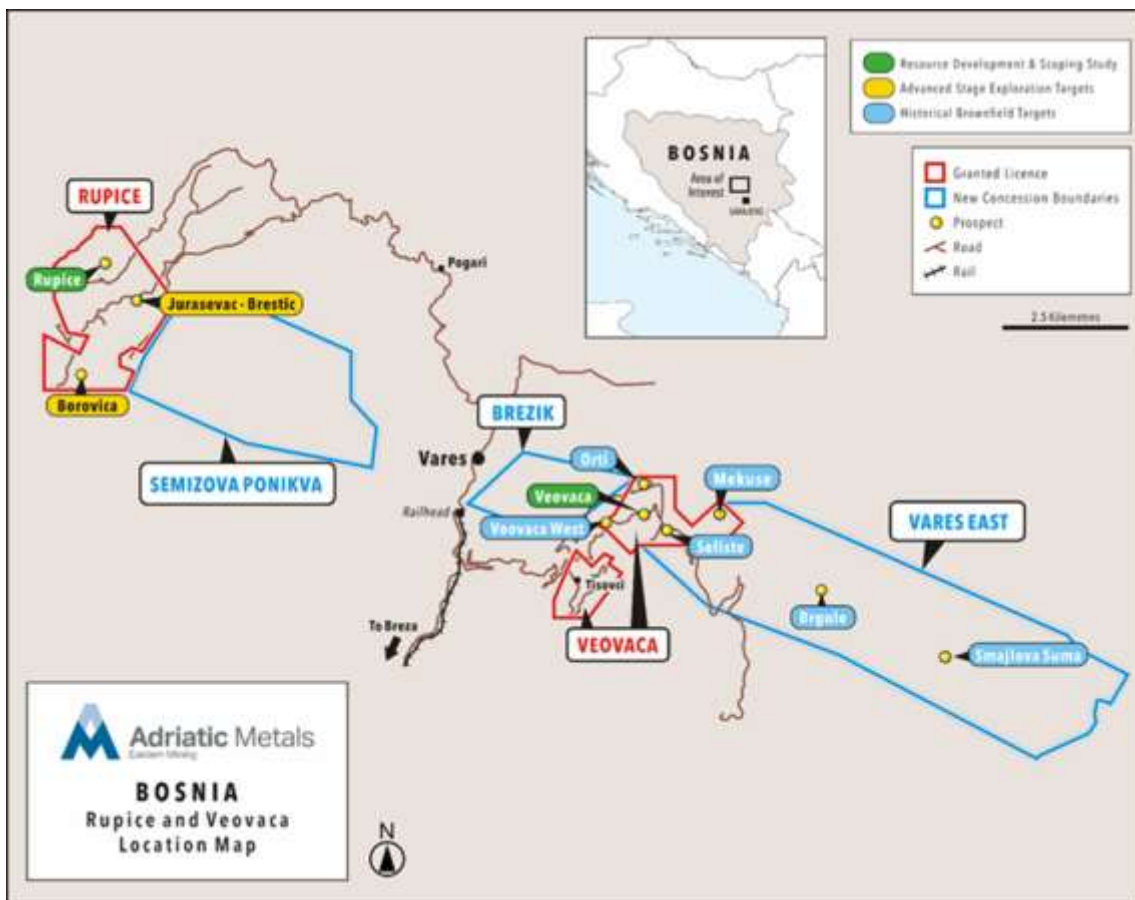 Resource Development & Scoping Study
Advanced Stage Exploration Targets
Historical Brownfield Targets
BOSNIA
Area of
Interest
SARAJEVO
Granted Licence
New Concession Boundaries
Prospect
Road
Rail
2.5 Kilometres
RUPICE
Rupice
Jurasevac - Brestic
Borovica
Pogari
SEMIZOVA PONIKVA
BREZIK
Vares
Orti
Mekuse
Veovaca
Railhead
Veovaca West
Seliste
VARES EAST
Tisovci
Brgule
To Breza
VEOVACA
Smajlova Suma
Adriatic Metals
Eastern Mining
BOSNIA
Rupice and Veovaca
Location Map
N